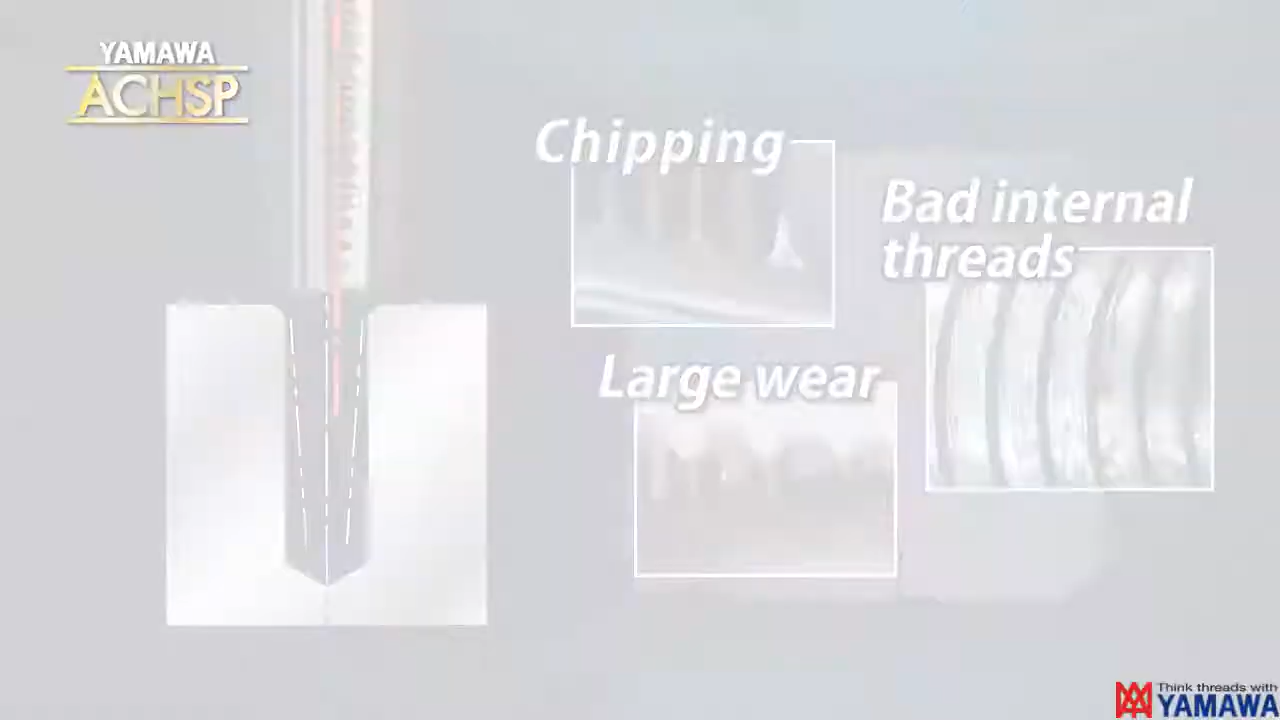 YAMAWA
ACHSP
Chipping
Bad internal
threads
Large wear
Think threads with
YAMAWA